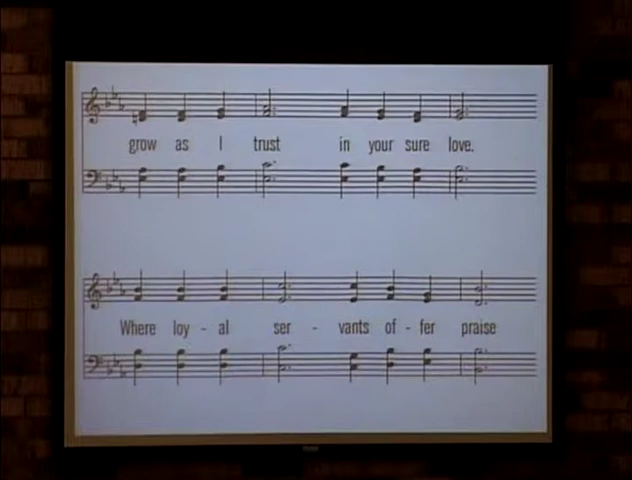 grow as I trust in your sure love.
Where loy - al ser - vants of - fer praise